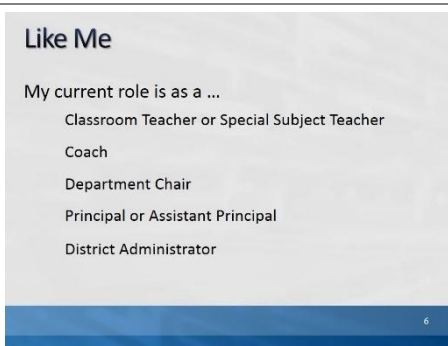 Like Me
My current role is as a ...
Classroom Teacher or Special Subject Teacher
Coach
Department Chair
Principal or Assistant Principal
District Administrator
6